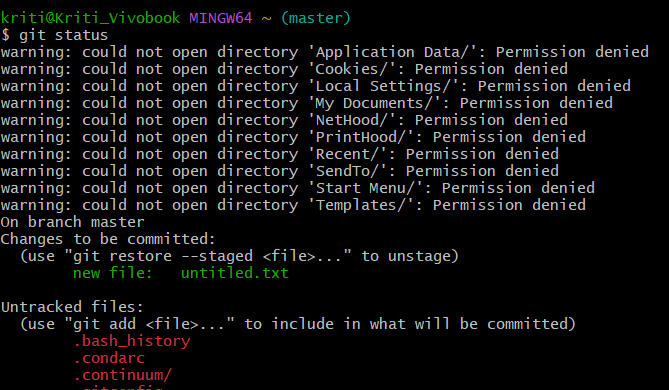 kriti@Kriti_Vivobook MINGW64 ~ (master)
$ git status
warning: could not open directory 'Application Data/': Permission denied
warning: could not open directory 'Cookies/': Permission denied
warning: could not open directory 'Local Settings/': Permission denied
warning: could not open directory 'My Documents/': Permission denied
warning: could not open directory 'NetHood/': Permission denied
warning: could not open directory 'PrintHood/': Permission denied
warning: could not open directory 'Recent/': Permission denied
warning: could not open directory 'SendTo/': Permission denied
warning: could not open directory 'Start Menu/': Permission denied
warning: could not open directory 'Templates/': Permission denied
On branch master
Changes to be committed:
  (use "git restore --staged <file>..." to unstage)
        new file:   untitled.txt

Untracked files:
  (use "git add <file>..." to include in what will be committed)
        .bash_history
        .condarc
        .continuum/